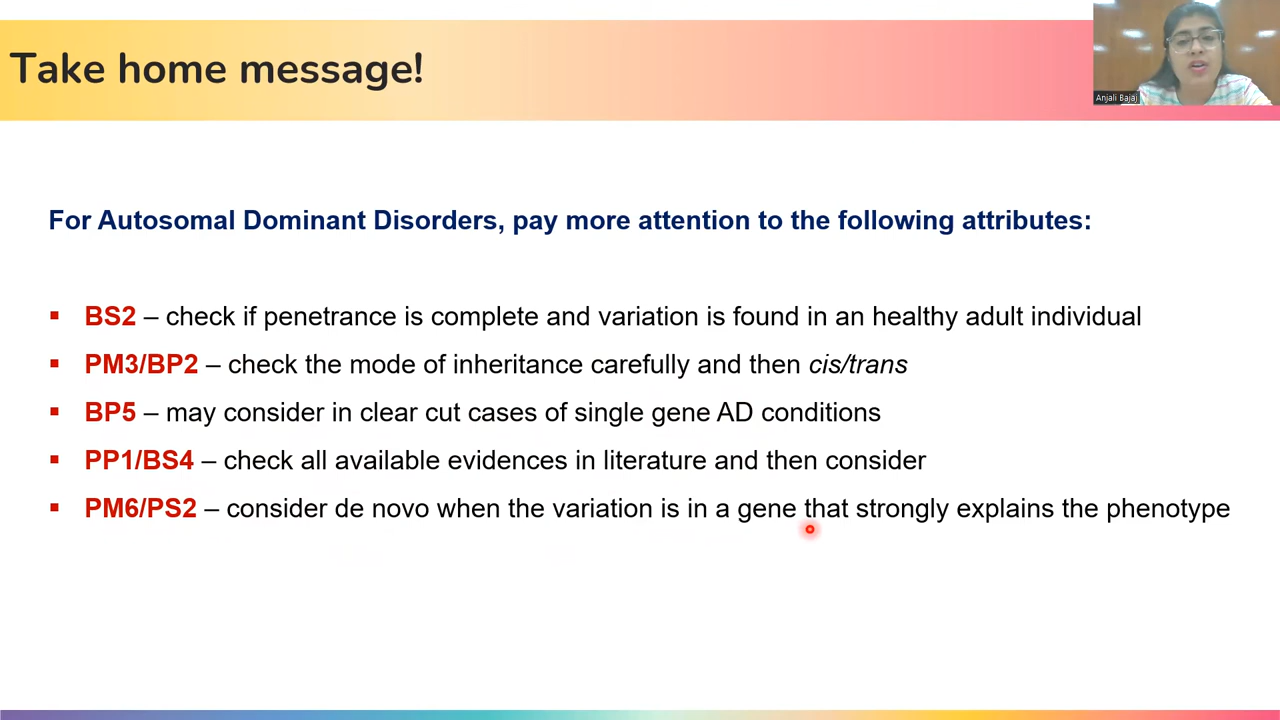 Take home message!
Anjali Bajaj
For Autosomal Dominant Disorders, pay more attention to the following attributes:
▪ BS2 – check if penetrance is complete and variation is found in an healthy adult individual
▪ PM3/BP2 – check the mode of inheritance carefully and then cis/trans
▪ BP5 – may consider in clear cut cases of single gene AD conditions
▪ PP1/BS4 – check all available evidences in literature and then consider
▪ PM6/PS2 – consider de novo when the variation is in a gene that strongly explains the phenotype